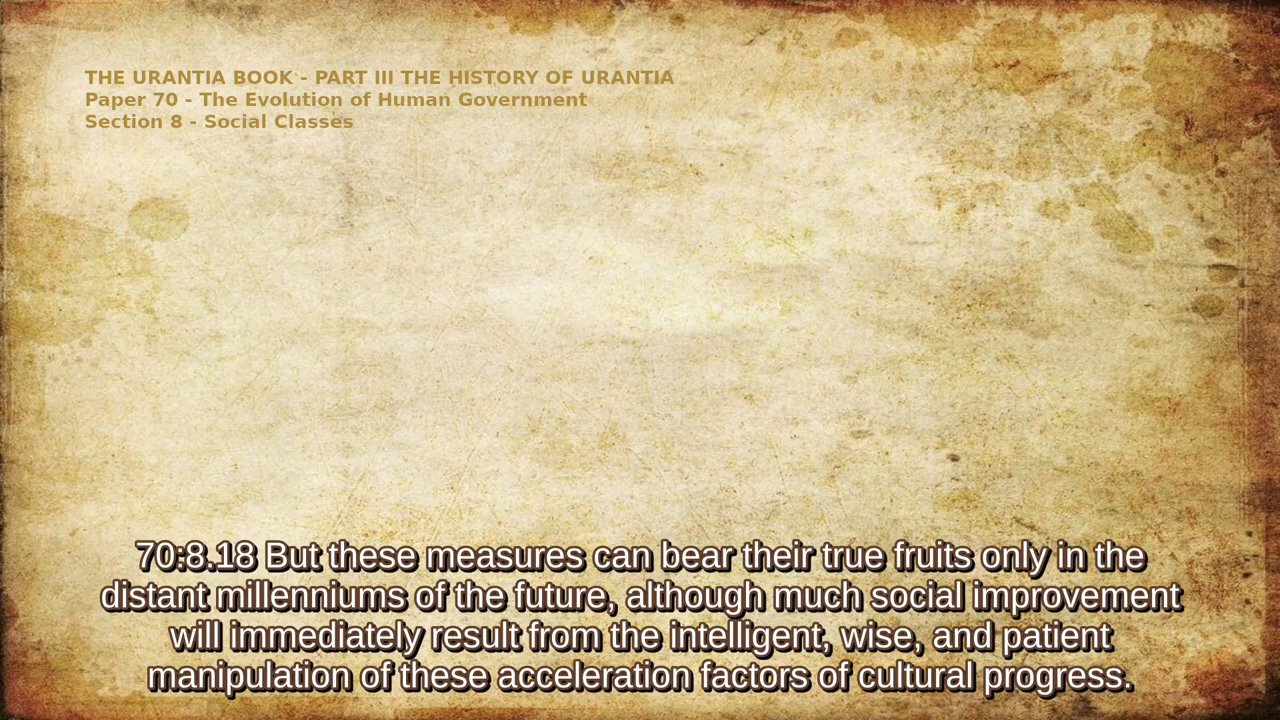 THE URANTIA BOOK - PART III THE HISTORY OF URANTIA
Paper 70 - The Evolution of Human Government
Section 8 - Social Classes
70:8.18 But these measures can bear their true fruits only in the
distant millenniums of the future, although much social improvement
will immediately result from the intelligent, wise, and patient
manipulation of these acceleration factors of cultural progress.